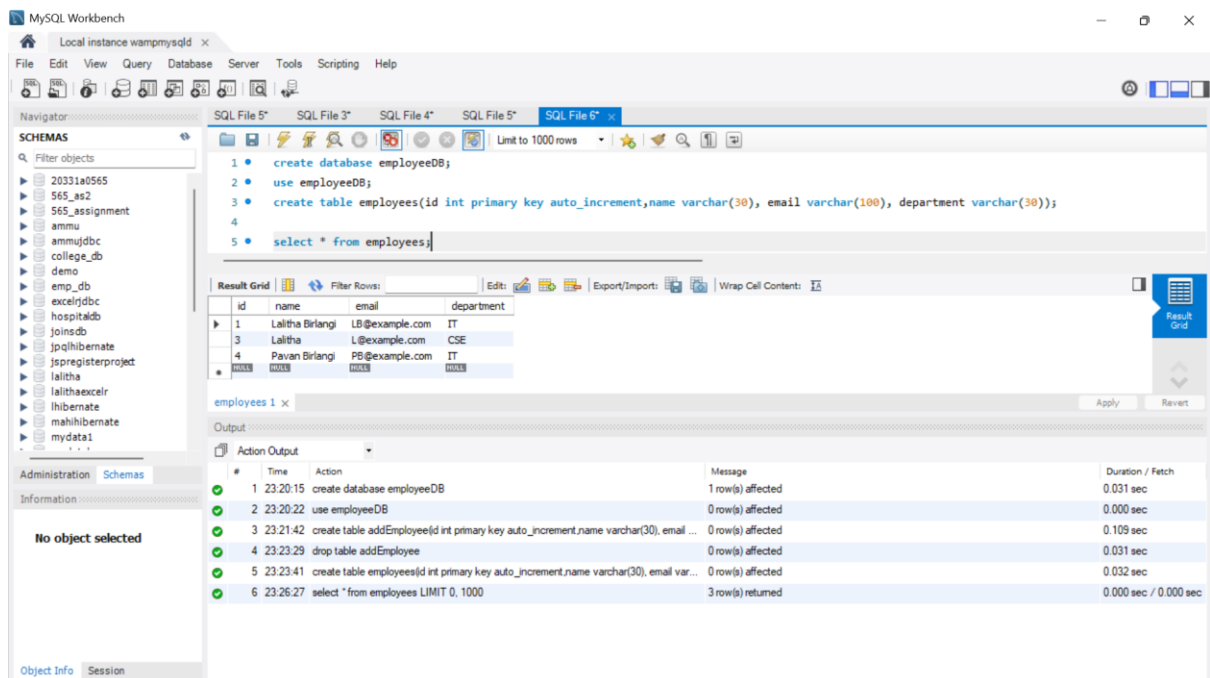 MySQL Workbench
Local instance wampmysqld
File Edit View Query Database Server Tools Scripting Help
Navigator
SCHEMAS
Filter objects
20331a0565
565_as2
565_assignment
ammu
ammujdbc
college_db
demo
emp_db
excelrjdbc
hospitaldb
joinsdb
jpqlhibernate
jspregisterproject
lalitha
lalithaexcelr
lhibernate
mahihibernate
mydata1
Administration Schemas
Information
No object selected
Object Info Session
SQL File 5* SQL File 3* SQL File 4* SQL File 5* SQL File 6*
Limit to 1000 rows
1 create database employeeDB;
2 use employeeDB;
3 create table employees(id int primary key auto_increment,name varchar(30), email varchar(100), department varchar(30));
4
5 select * from employees;
Result Grid Filter Rows: Edit: Export/Import: Wrap Cell Content:
id name email department
1 Lalitha Birlangi LB@example.com IT
3 Lalitha L@example.com CSE
4 Pavan Birlangi PB@example.com IT
NULL NULL NULL NULL
Result Grid
employees 1 Apply Revert
Output
Action Output
# Time Action Message Duration / Fetch
1 23:20:15 create database employeeDB 1 row(s) affected 0.031 sec
2 23:20:22 use employeeDB 0 row(s) affected 0.000 sec
3 23:21:42 create table addEmployee(id int primary key auto_increment,name varchar(30), email ... 0 row(s) affected 0.109 sec
4 23:23:29 drop table addEmployee 0 row(s) affected 0.031 sec
5 23:23:41 create table employees(id int primary key auto_increment,name varchar(30), email var... 0 row(s) affected 0.032 sec
6 23:26:27 select * from employees LIMIT 0, 1000 3 row(s) returned 0.000 sec / 0.000 sec